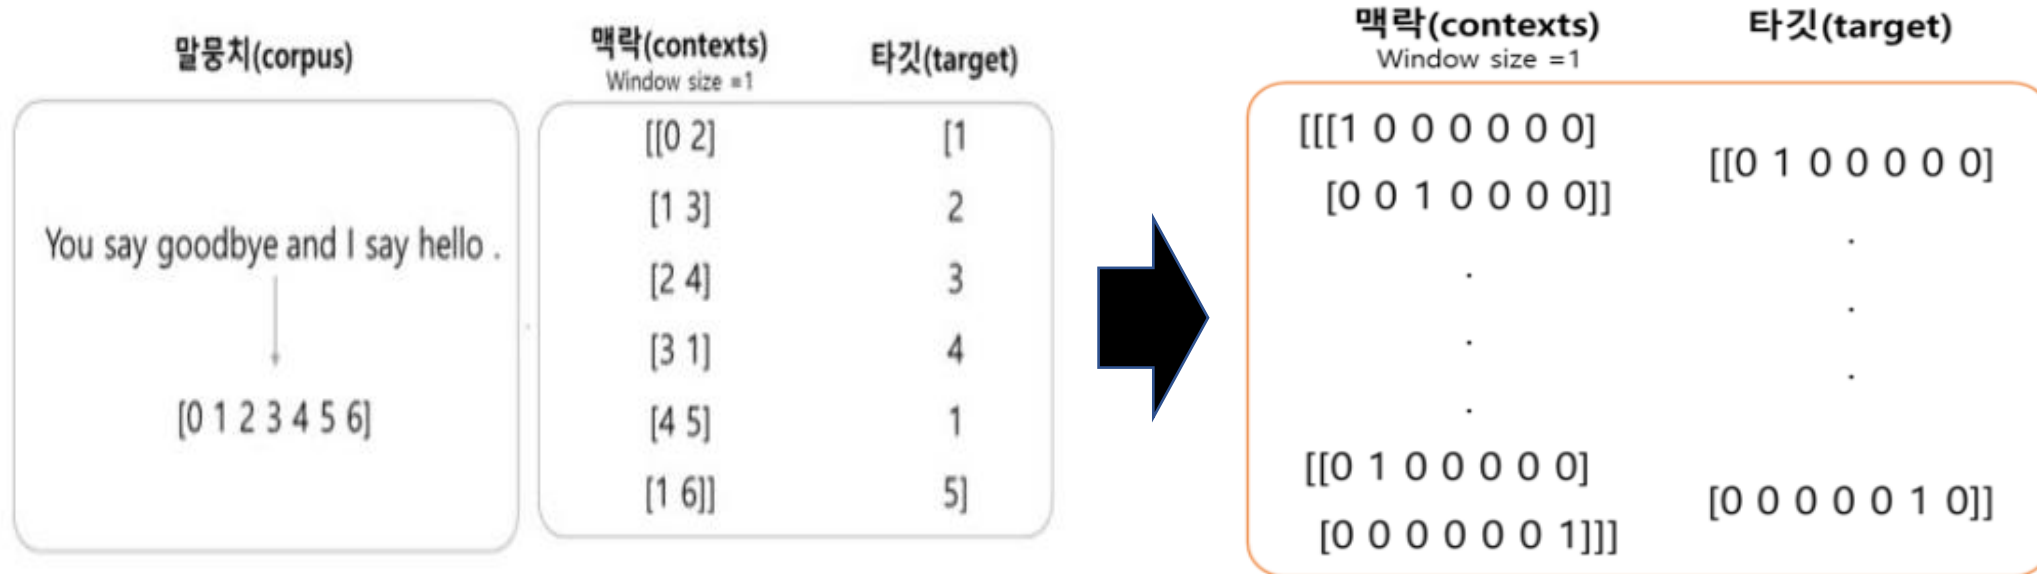 말뭉치(corpus)
You say goodbye and I say hello .
[0 1 2 3 4 5 6]
맥락(contexts)
Window size =1
타깃(target)
[[0 2] [1
[1 3] 2
[2 4] 3
[3 1] 4
[4 5] 1
[1 6]] 5]
맥락(contexts)
Window size =1
타깃(target)
[[[1 0 0 0 0 0 0]
[0 0 1 0 0 0 0]]
.
.
.
[[0 1 0 0 0 0 0]
[0 0 0 0 0 0 1]]]
[[0 1 0 0 0 0 0]
.
.
.
[0 0 0 0 0 1 0]]